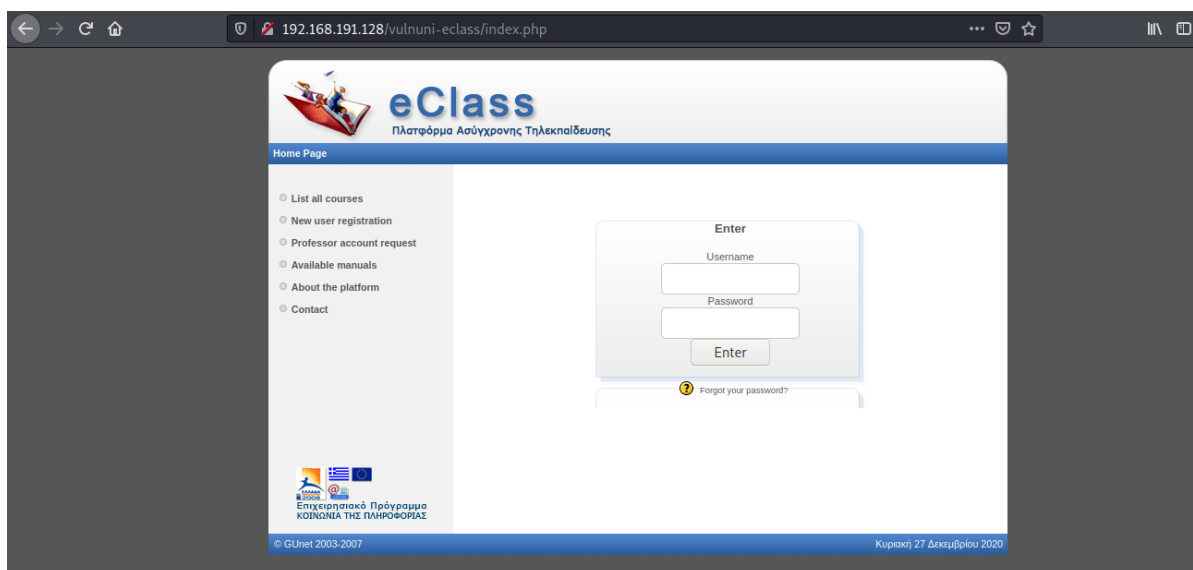 192.168.191.128/vulnuni-eclass/index.php
eClass
Πλατφόρμα Ασύγχρονης Τηλεκπαίδευσης
Home Page
List all courses
New user registration
Professor account request
Available manuals
About the platform
Contact
Enter
Username
Password
Enter
Forgot your password?
Επιχειρησιακό Πρόγραμμα
ΚΟΙΝΩΝΙΑ ΤΗΣ ΠΛΗΡΟΦΟΡΙΑΣ
© GUnet 2003-2007
Κυριακή 27 Δεκεμβρίου 2020